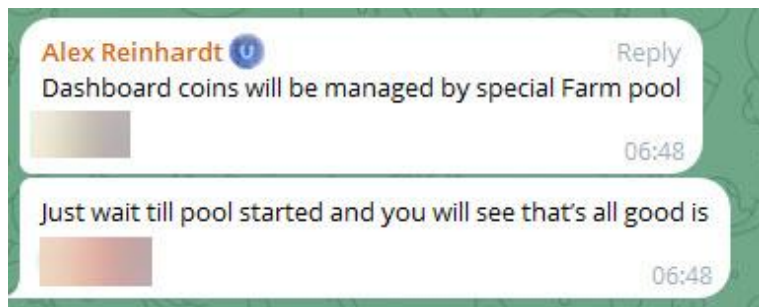 Alex Reinhardt
Reply
Dashboard coins will be managed by special Farm pool
06:48
Just wait till pool started and you will see that’s all good is
06:48